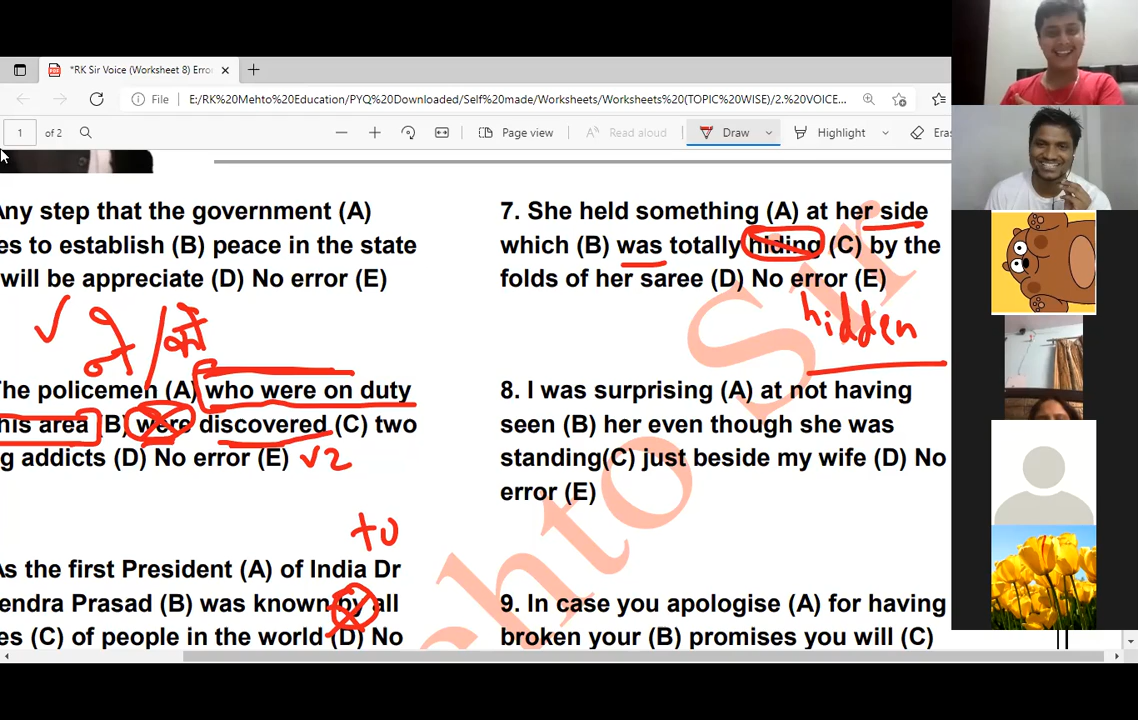 *RK Sir Voice (Worksheet 8) Erro
File E:/RK%20Mehto%20Education/PYQ%20Downloaded/Self%20made/Worksheets/Worksheets%20(TOPIC%20WISE)/2.%20VOICE...
1 of 2 Page view Read aloud Draw Highlight Eras
Any step that the government (A)
es to establish (B) peace in the state
will be appreciate (D) No error (E)
The policemen (A) who were on duty
his area (B) were discovered (C) two
g addicts (D) No error (E) √2
to
As the first President (A) of India Dr
endra Prasad (B) was known by all
es (C) of people in the world (D) No
7. She held something (A) at her side
which (B) was totally hiding (C) by the
folds of her saree (D) No error (E)
hidden
8. I was surprising (A) at not having
seen (B) her even though she was
standing(C) just beside my wife (D) No
error (E)
9. In case you apologise (A) for having
broken your (B) promises you will (C)
ehto Sir